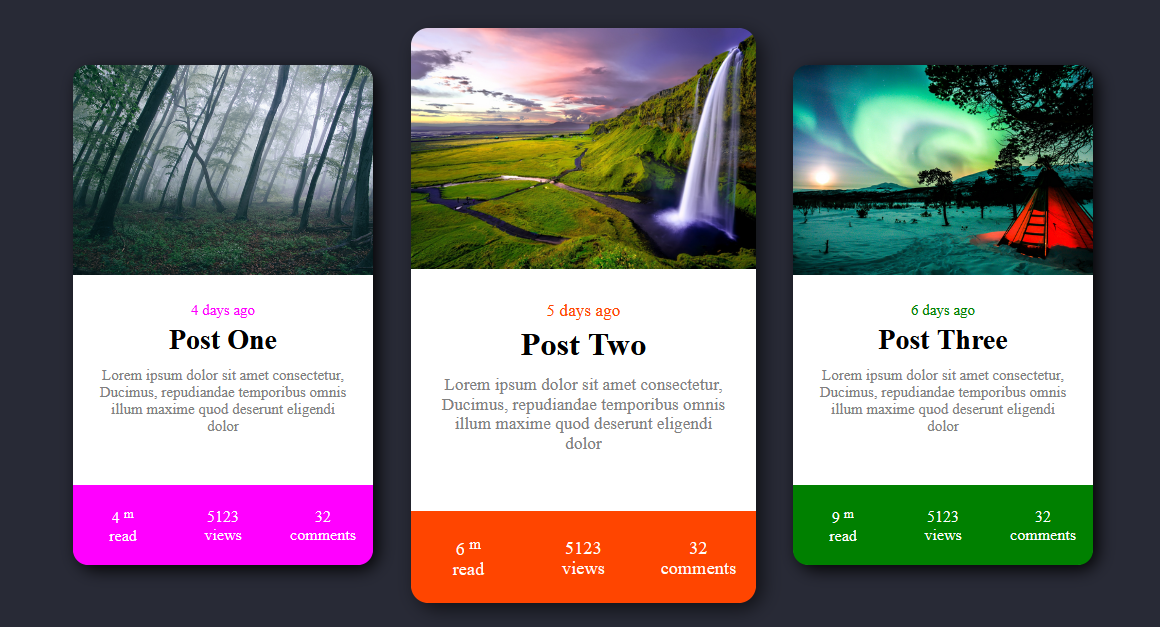 4 days ago
Post One
Lorem ipsum dolor sit amet consectetur,
Ducimus, repudiandae temporibus omnis
illum maxime quod deserunt eligendi
dolor
4 m
read
5123
views
32
comments
5 days ago
Post Two
Lorem ipsum dolor sit amet consectetur,
Ducimus, repudiandae temporibus omnis
illum maxime quod deserunt eligendi
dolor
6 m
read
5123
views
32
comments
6 days ago
Post Three
Lorem ipsum dolor sit amet consectetur,
Ducimus, repudiandae temporibus omnis
illum maxime quod deserunt eligendi
dolor
9 m
read
5123
views
32
comments